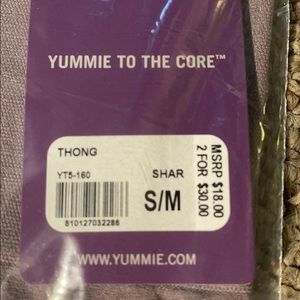 YUMMIE TO THE CORE™
THONG
YT5-160
SHAR
S/M
810127032286
MSRP $18.00
2 FOR $30.00
WWW.YUMMIE.COM